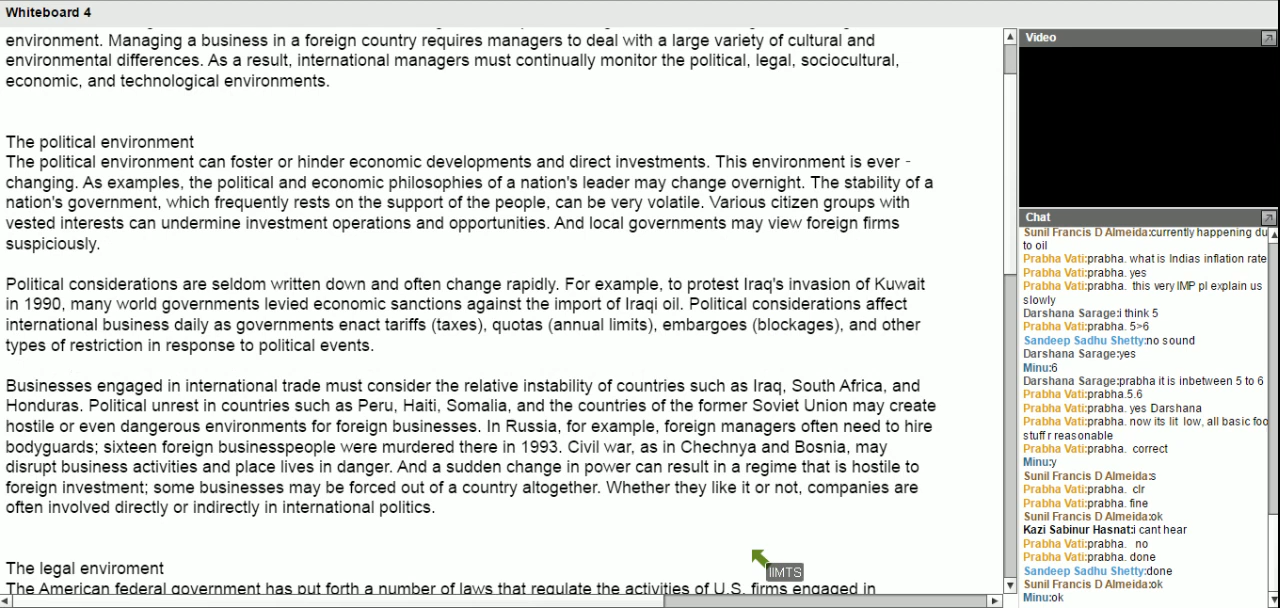 Whiteboard 4
environment. Managing a business in a foreign country requires managers to deal with a large variety of cultural and
environmental differences. As a result, international managers must continually monitor the political, legal, sociocultural,
economic, and technological environments.
The political environment
The political environment can foster or hinder economic developments and direct investments. This environment is ever -
changing. As examples, the political and economic philosophies of a nation's leader may change overnight. The stability of a
nation's government, which frequently rests on the support of the people, can be very volatile. Various citizen groups with
vested interests can undermine investment operations and opportunities. And local governments may view foreign firms
suspiciously.
Political considerations are seldom written down and often change rapidly. For example, to protest Iraq's invasion of Kuwait
in 1990, many world governments levied economic sanctions against the import of Iraqi oil. Political considerations affect
international business daily as governments enact tariffs (taxes), quotas (annual limits), embargoes (blockages), and other
types of restriction in response to political events.
Businesses engaged in international trade must consider the relative instability of countries such as Iraq, South Africa, and
Honduras. Political unrest in countries such as Peru, Haiti, Somalia, and the countries of the former Soviet Union may create
hostile or even dangerous environments for foreign businesses. In Russia, for example, foreign managers often need to hire
bodyguards; sixteen foreign businesspeople were murdered there in 1993. Civil war, as in Chechnya and Bosnia, may
disrupt business activities and place lives in danger. And a sudden change in power can result in a regime that is hostile to
foreign investment; some businesses may be forced out of a country altogether. Whether they like it or not, companies are
often involved directly or indirectly in international politics.
The legal enviroment
The American federal government has put forth a number of laws that regulate the activities of U.S. firms engaged in
IIMTS
Video
Chat
Sunil Francis D Almeida:currently happening du
to oil
Prabha Vati:prabha. what is Indias inflation rate
Prabha Vati:prabha. yes
Prabha Vati:prabha. this very IMP pl explain us
slowly
Darshana Sarage:i think 5
Prabha Vati:prabha. 5>6
Sandeep Sadhu Shetty:no sound
Darshana Sarage:yes
Minu:6
Darshana Sarage:prabha it is inbetween 5 to 6
Prabha Vati:prabha.5.6
Prabha Vati:prabha. yes Darshana
Prabha Vati:prabha. now its lit low, all basic foo
stuff r reasonable
Prabha Vati:prabha. correct
Minu:y
Sunil Francis D Almeida:s
Prabha Vati:prabha. clr
Prabha Vati:prabha. fine
Sunil Francis D Almeida:ok
Kazi Sabinur Hasnat:i cant hear
Prabha Vati:prabha. no
Prabha Vati:prabha. done
Sandeep Sadhu Shetty:done
Sunil Francis D Almeida:ok
Minu:ok